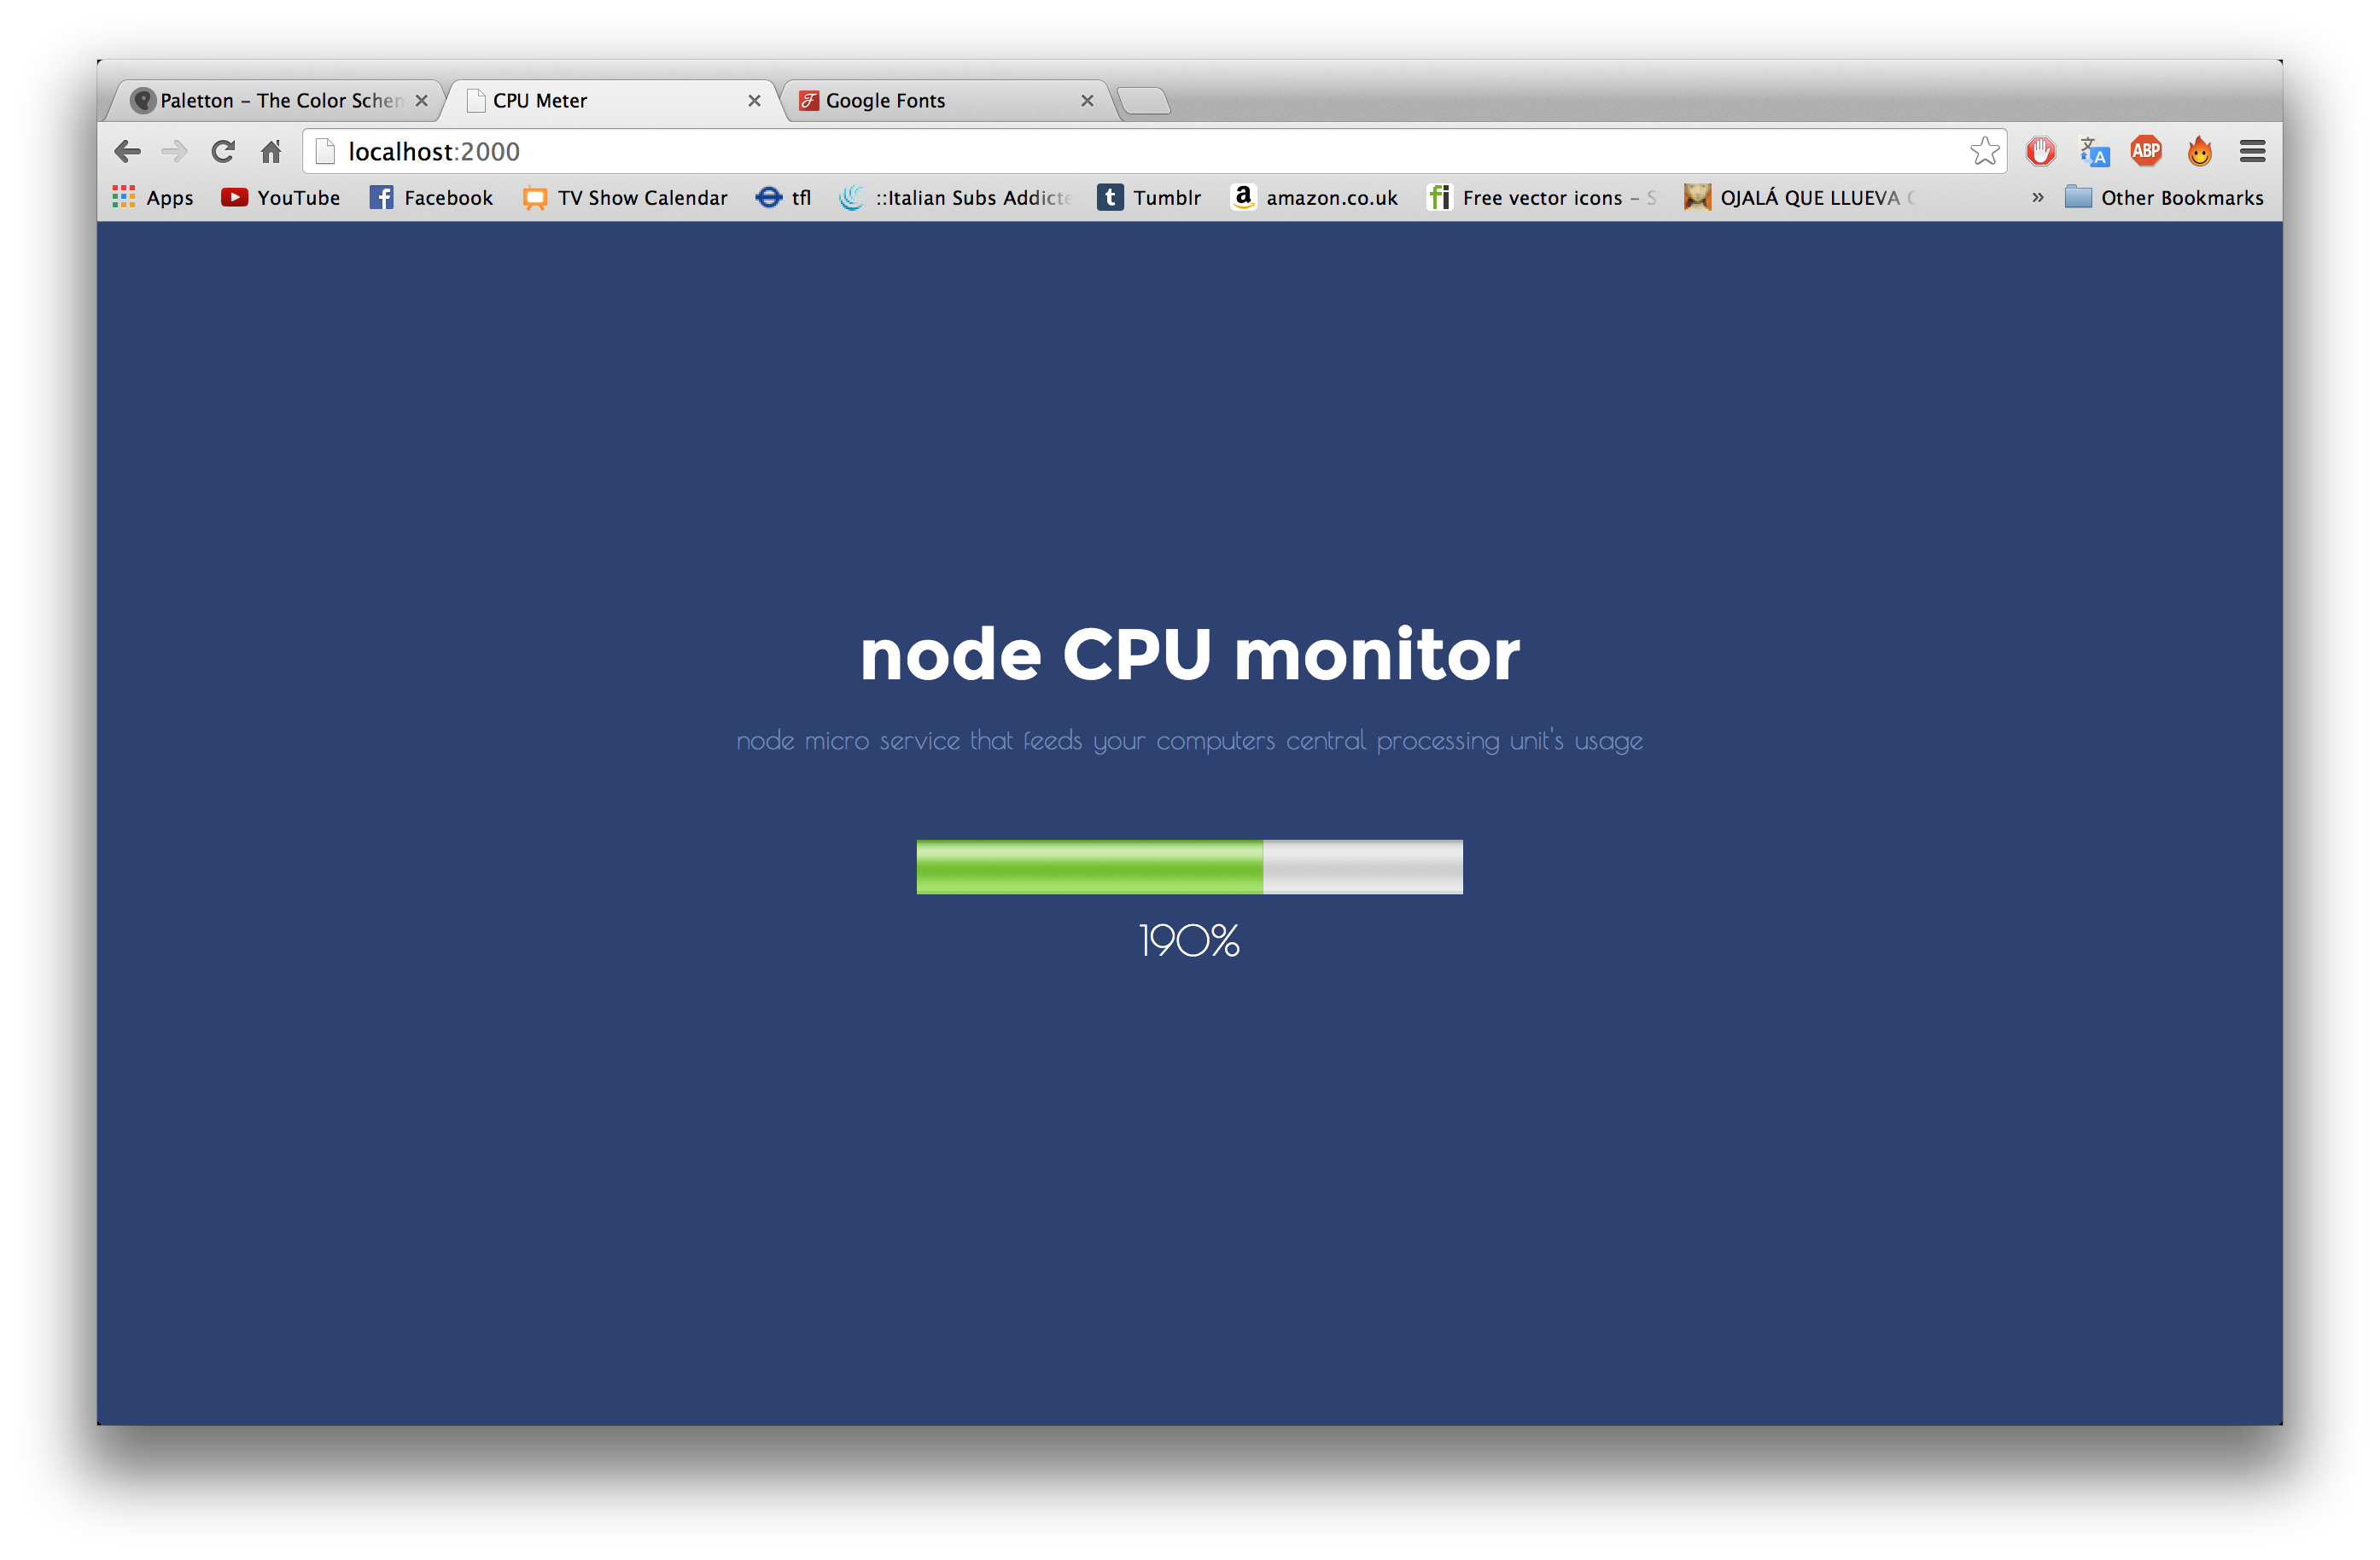 Paletton – The Color Schem
CPU Meter
Google Fonts
localhost:2000
ABP
Apps YouTube Facebook TV Show Calendar tfl ::Italian Subs Addicte Tumblr amazon.co.uk Free vector icons – S OJALÁ QUE LLUEVA C » Other Bookmarks
node CPU monitor
node micro service that feeds your computers central processing unit's usage
190%